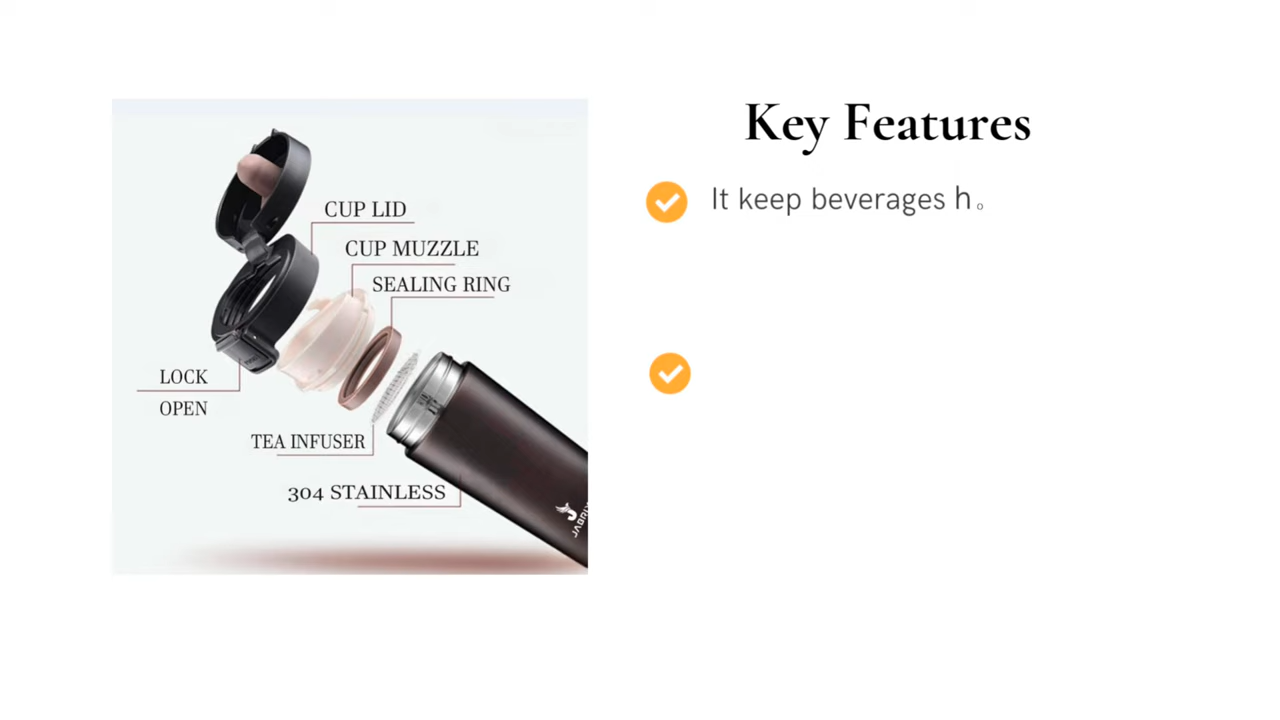 Key Features
It keep beverages h.
CUP LID
CUP MUZZLE
SEALING RING
LOCK
OPEN
TEA INFUSER
304 STAINLESS